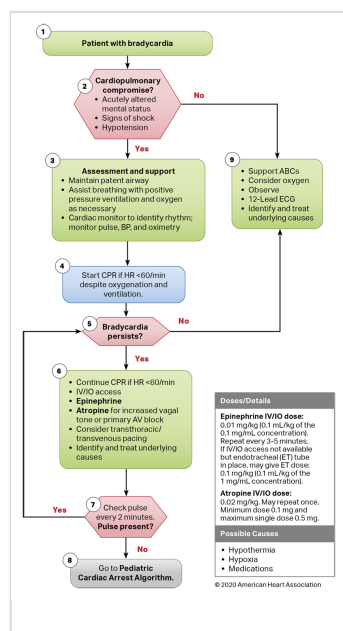 1
Patient with bradycardia
2
Cardiopulmonary
compromise?
• Acutely altered
mental status
• Signs of shock
• Hypotension
No
Yes
3
Assessment and support
• Maintain patent airway
• Assist breathing with positive
pressure ventilation and oxygen
as necessary
• Cardiac monitor to identify rhythm;
monitor pulse, BP, and oximetry
9
• Support ABCs
• Consider oxygen
• Observe
• 12-Lead ECG
• Identify and treat
underlying causes
4
Start CPR if HR <60/min
despite oxygenation and
ventilation.
5
Bradycardia
persists?
No
Yes
6
• Continue CPR if HR <60/min
• IV/IO access
• Epinephrine
• Atropine for increased vagal
tone or primary AV block
• Consider transthoracic/
transvenous pacing
• Identify and treat underlying
causes
7
Check pulse
every 2 minutes.
Pulse present?
Yes
No
8
Go to Pediatric
Cardiac Arrest Algorithm.
Doses/Details
Epinephrine IV/IO dose:
0.01 mg/kg (0.1 mL/kg of the
0.1 mg/mL concentration).
Repeat every 3-5 minutes.
If IV/IO access not available
but endotracheal (ET) tube
in place, may give ET dose:
0.1 mg/kg (0.1 mL/kg of the
1 mg/mL concentration).
Atropine IV/IO dose:
0.02 mg/kg. May repeat once.
Minimum dose 0.1 mg and
maximum single dose 0.5 mg.
Possible Causes
• Hypothermia
• Hypoxia
• Medications
© 2020 American Heart Association